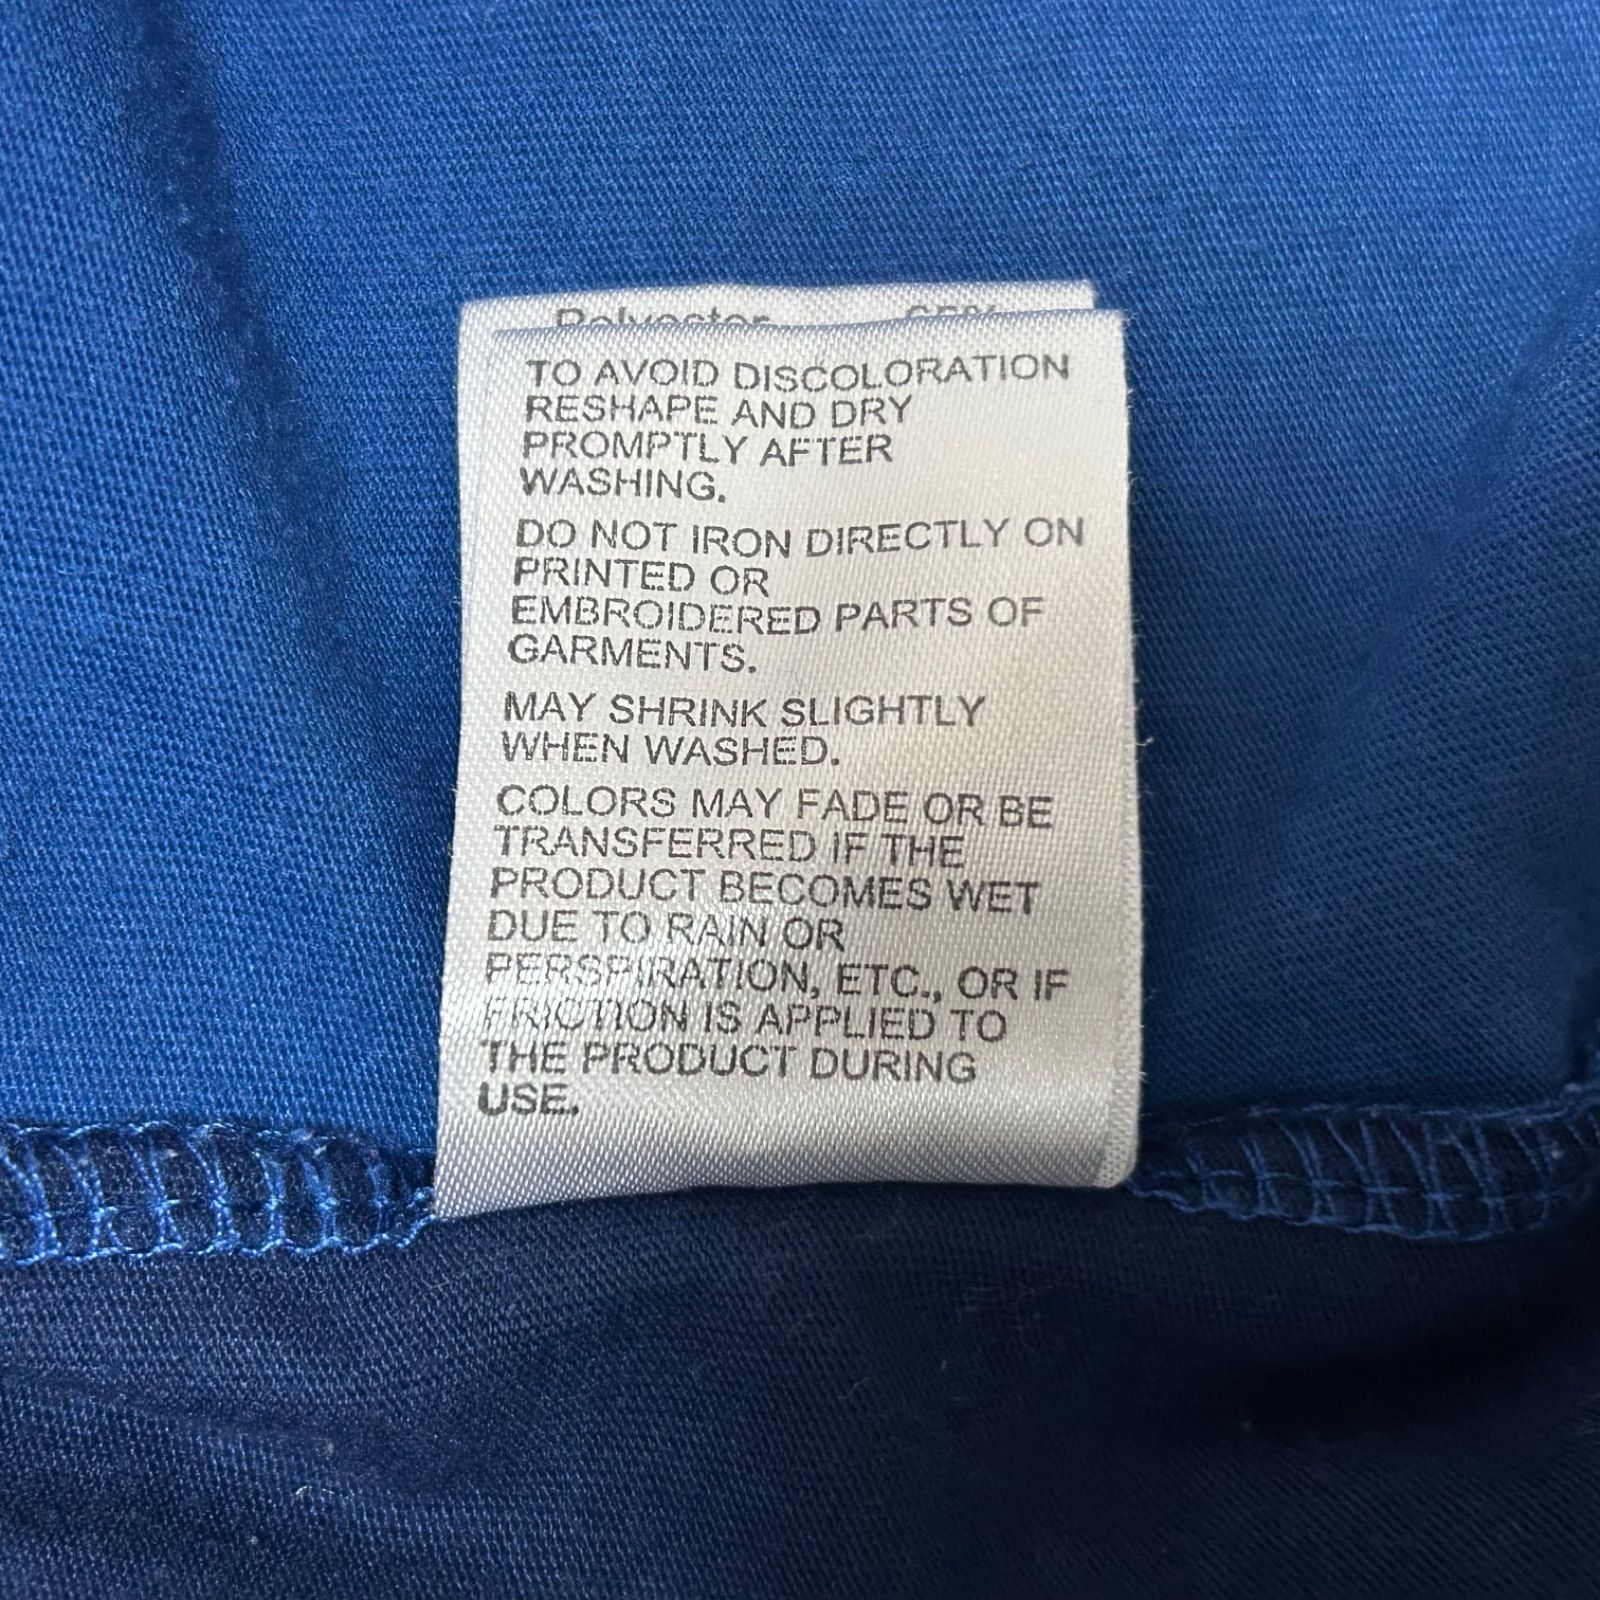 Polyester 65%
TO AVOID DISCOLORATION
RESHAPE AND DRY
PROMPTLY AFTER
WASHING.
DO NOT IRON DIRECTLY ON
PRINTED OR
EMBROIDERED PARTS OF
GARMENTS.
MAY SHRINK SLIGHTLY
WHEN WASHED.
COLORS MAY FADE OR BE
TRANSFERRED IF THE
PRODUCT BECOMES WET
DUE TO RAIN OR
PERSPIRATION, ETC., OR IF
FRICTION IS APPLIED TO
THE PRODUCT DURING
USE.